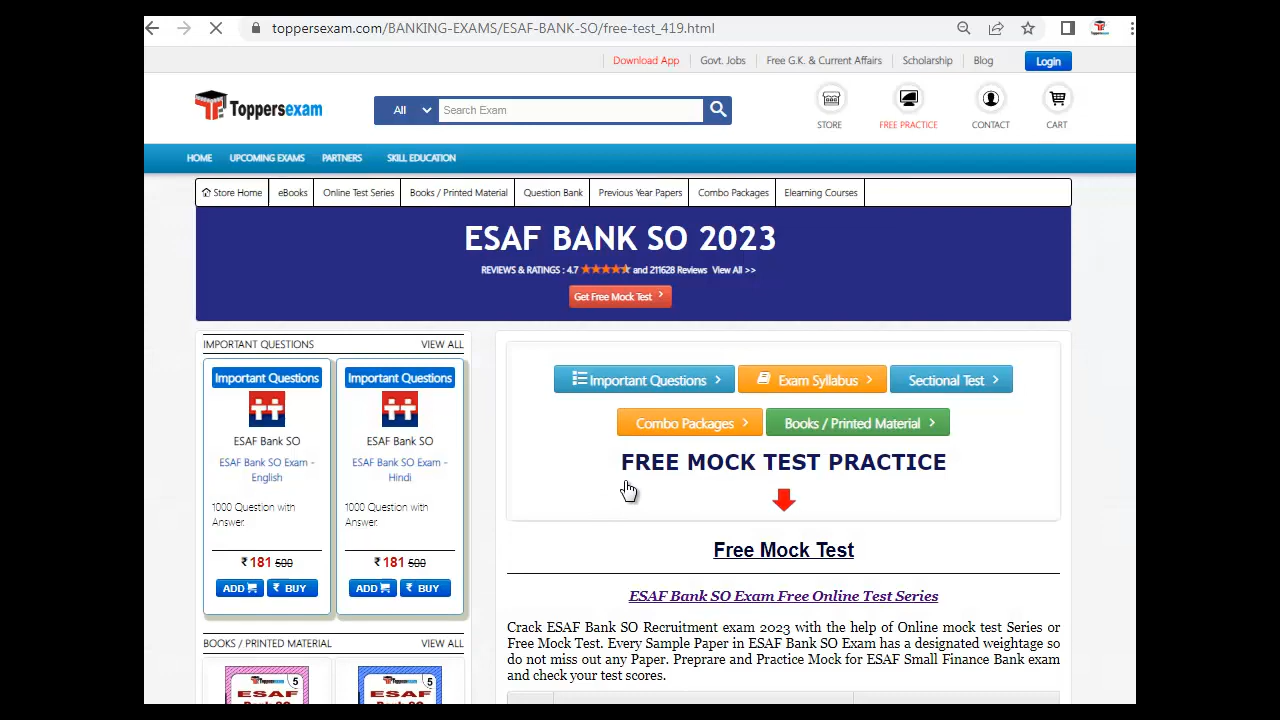 toppersexam.com/BANKING-EXAMS/ESAF-BANK-SO/free-test_419.html
Download App Govt. Jobs Free G.K. & Current Affairs Scholarship Blog Login
Toppersexam
All Search Exam
STORE FREE PRACTICE CONTACT CART
HOME UPCOMING EXAMS PARTNERS SKILL EDUCATION
Store Home eBooks Online Test Series Books / Printed Material Question Bank Previous Year Papers Combo Packages Elearning Courses
ESAF BANK SO 2023
REVIEWS & RATINGS : 4.7 and 211628 Reviews View All >>
Get Free Mock Test
IMPORTANT QUESTIONS VIEW ALL
Important Questions
ESAF Bank SO
ESAF Bank SO Exam -
English
1000 Question with
Answer.
₹ 181 500
ADD ₹ BUY
Important Questions
ESAF Bank SO
ESAF Bank SO Exam -
Hindi
1000 Question with
Answer.
₹ 181 500
ADD ₹ BUY
BOOKS / PRINTED MATERIAL VIEW ALL
Toppersexam 5
ESAF
Toppersexam 5
ESAF
Important Questions Exam Syllabus Sectional Test
Combo Packages Books / Printed Material
FREE MOCK TEST PRACTICE
Free Mock Test
ESAF Bank SO Exam Free Online Test Series
Crack ESAF Bank SO Recruitment exam 2023 with the help of Online mock test Series or
Free Mock Test. Every Sample Paper in ESAF Bank SO Exam has a designated weightage so
do not miss out any Paper. Preprare and Practice Mock for ESAF Small Finance Bank exam
and check your test scores.